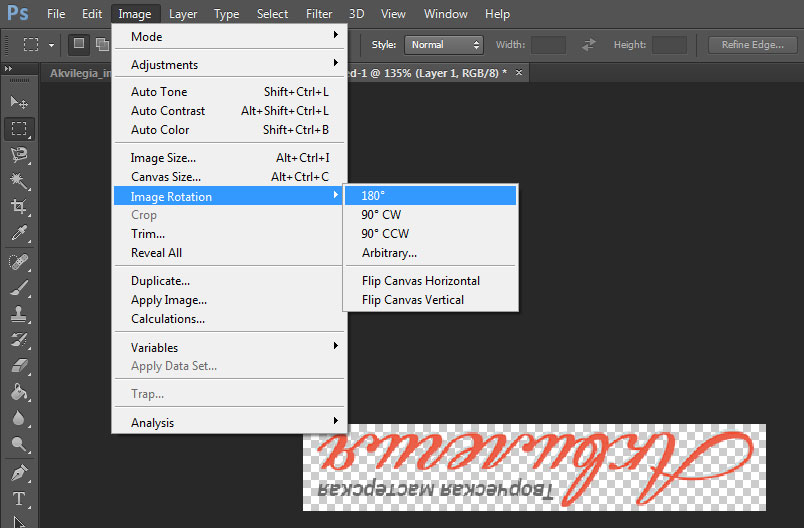 Ps File Edit Image Layer Type Select Filter 3D View Window Help
Style: Normal Width: Height: Refine Edge...
Akvilegia_in
ed-1 @ 135% (Layer 1, RGB/8) * ×
Mode
Adjustments
Auto Tone Shift+Ctrl+L
Auto Contrast Alt+Shift+Ctrl+L
Auto Color Shift+Ctrl+B
Image Size... Alt+Ctrl+I
Canvas Size... Alt+Ctrl+C
Image Rotation
Crop
Trim...
Reveal All
Duplicate...
Apply Image...
Calculations...
Variables
Apply Data Set...
Trap...
Analysis
180°
90° CW
90° CCW
Arbitrary...
Flip Canvas Horizontal
Flip Canvas Vertical
Творческая мастерская
Аквилегия